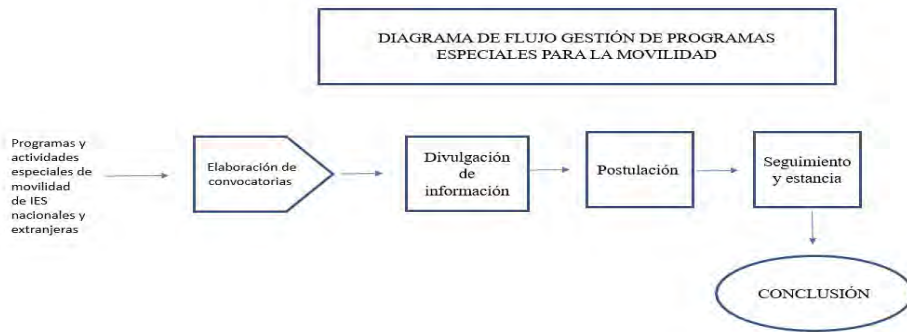 DIAGRAMA DE FLUJO GESTIÓN DE PROGRAMAS
ESPECIALES PARA LA MOVILIDAD
Programas y
actividades
especiales de
movilidad
de IES
nacionales y
extranjeras
Elaboración de
convocatorias
Divulgación
de
información
Postulación
Seguimiento
y estancia
CONCLUSIÓN